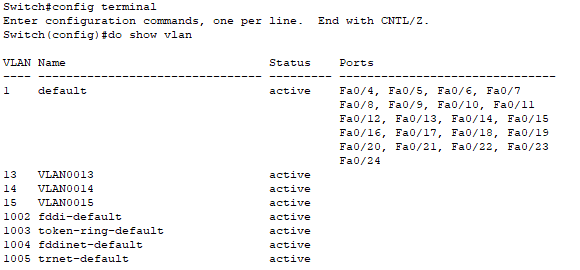 Switch#config terminal
Enter configuration commands, one per line.  End with CNTL/Z.
Switch(config)#do show vlan

VLAN Name                             Status    Ports
---- -------------------------------- --------- -------------------------------
1    default                          active    Fa0/4, Fa0/5, Fa0/6, Fa0/7
                                                Fa0/8, Fa0/9, Fa0/10, Fa0/11
                                                Fa0/12, Fa0/13, Fa0/14, Fa0/15
                                                Fa0/16, Fa0/17, Fa0/18, Fa0/19
                                                Fa0/20, Fa0/21, Fa0/22, Fa0/23
                                                Fa0/24
13   VLAN0013                         active
14   VLAN0014                         active
15   VLAN0015                         active
1002 fddi-default                     active
1003 token-ring-default               active
1004 fddinet-default                  active
1005 trnet-default                    active